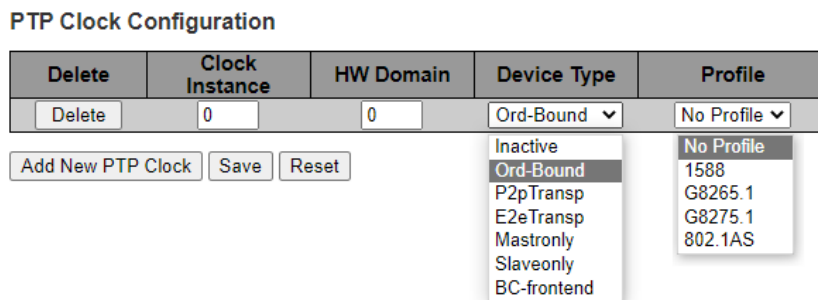 PTP Clock Configuration
Delete Clock Instance HW Domain Device Type Profile
Delete 0 0 Ord-Bound No Profile
Add New PTP Clock Save Reset
Inactive
Ord-Bound
P2pTransp
E2eTransp
Mastronly
Slaveonly
BC-frontend
No Profile
1588
G8265.1
G8275.1
802.1AS